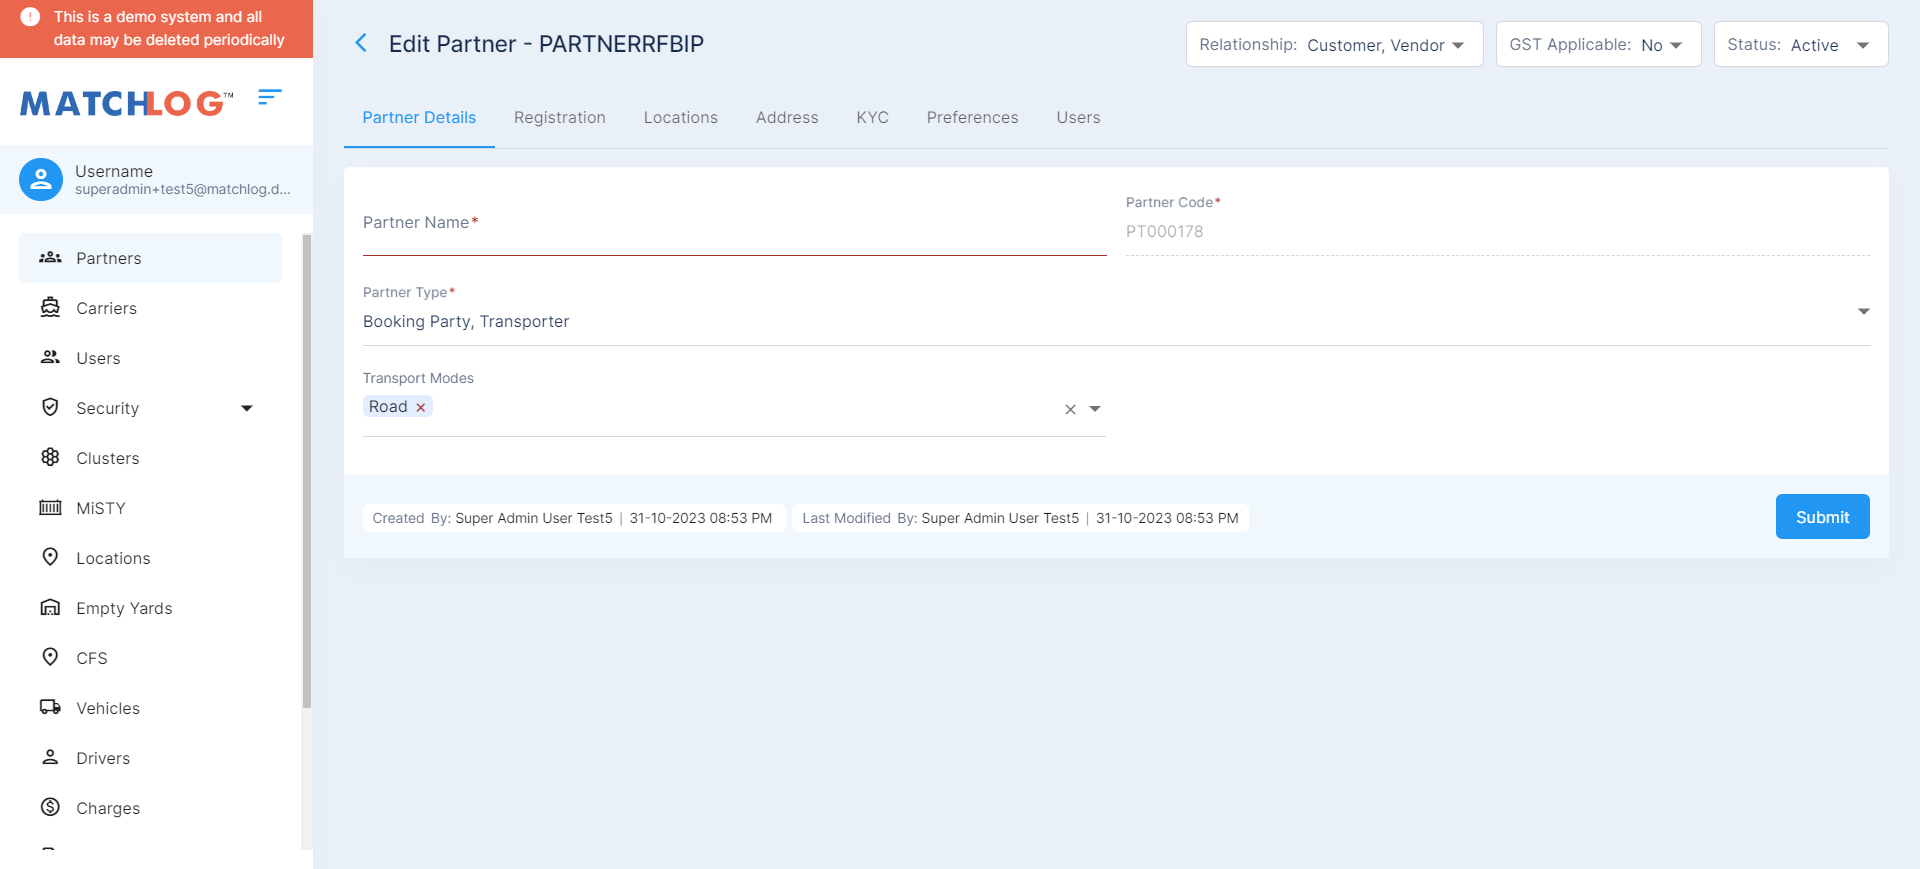 This is a demo system and all
data may be deleted periodically
MATCHLOG™
Username
superadmin+test5@matchlog.d...
Partners
Carriers
Users
Security
Clusters
MiSTY
Locations
Empty Yards
CFS
Vehicles
Drivers
Charges
Edit Partner - PARTNERRFBIP
Relationship: Customer, Vendor
GST Applicable: No
Status: Active
Partner Details
Registration
Locations
Address
KYC
Preferences
Users
Partner Name*
Partner Code*
PT000178
Partner Type*
Booking Party, Transporter
Transport Modes
Road
Created By: Super Admin User Test5 | 31-10-2023 08:53 PM
Last Modified By: Super Admin User Test5 | 31-10-2023 08:53 PM
Submit